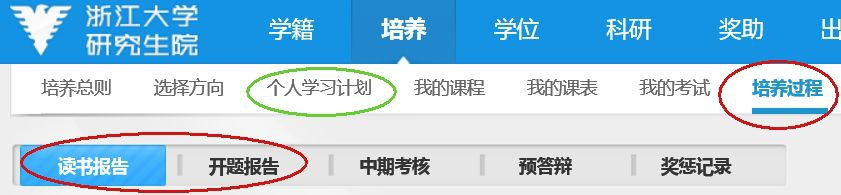 浙江大学
研究生院
学籍 培养 学位 科研 奖助
培养总则 选择方向 个人学习计划 我的课程 我的课表 我的考试 培养过程
读书报告 开题报告 中期考核 预答辩 奖惩记录